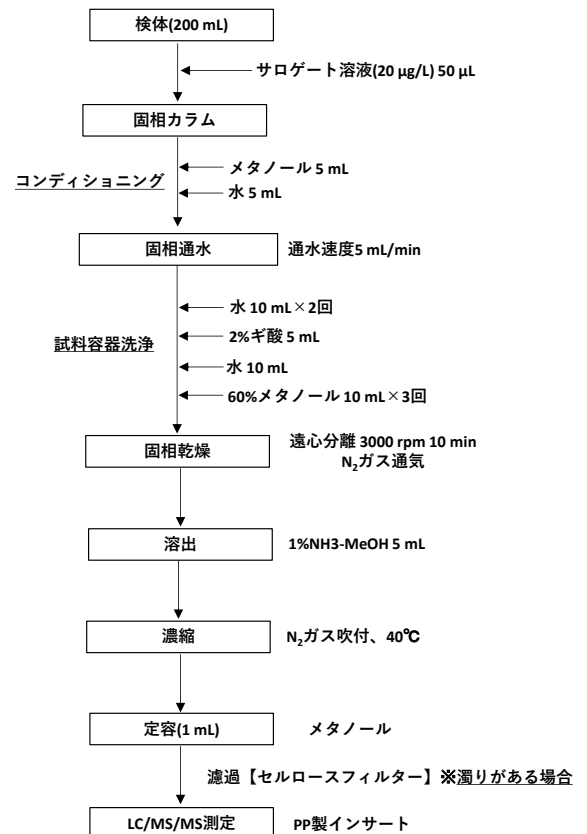 検体(200 mL)
サロゲート溶液(20 μg/L) 50 μL
固相カラム
コンディショニング
メタノール 5 mL
水 5 mL
固相通水
通水速度5 mL/min
試料容器洗浄
水 10 mL×2回
2%ギ酸 5 mL
水 10 mL
60%メタノール 10 mL×3回
固相乾燥
遠心分離 3000 rpm 10 min
N₂ガス通気
溶出
1%NH3-MeOH 5 mL
濃縮
N₂ガス吹付、40℃
定容(1 mL)
メタノール
濾過【セルロースフィルター】※濁りがある場合
LC/MS/MS測定
PP製インサート